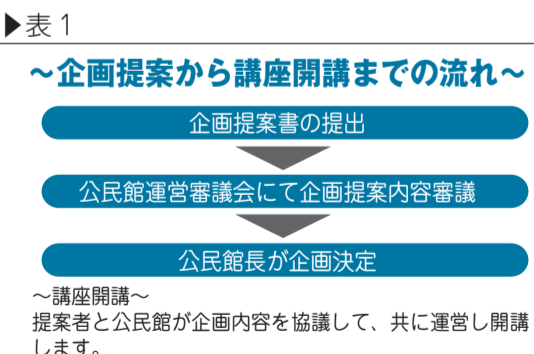 ▶表1
～企画提案から講座開講までの流れ～
企画提案書の提出
公民館運営審議会にて企画提案内容審議
公民館長が企画決定
～講座開講～
提案者と公民館が企画内容を協議して、共に運営し開講
します。